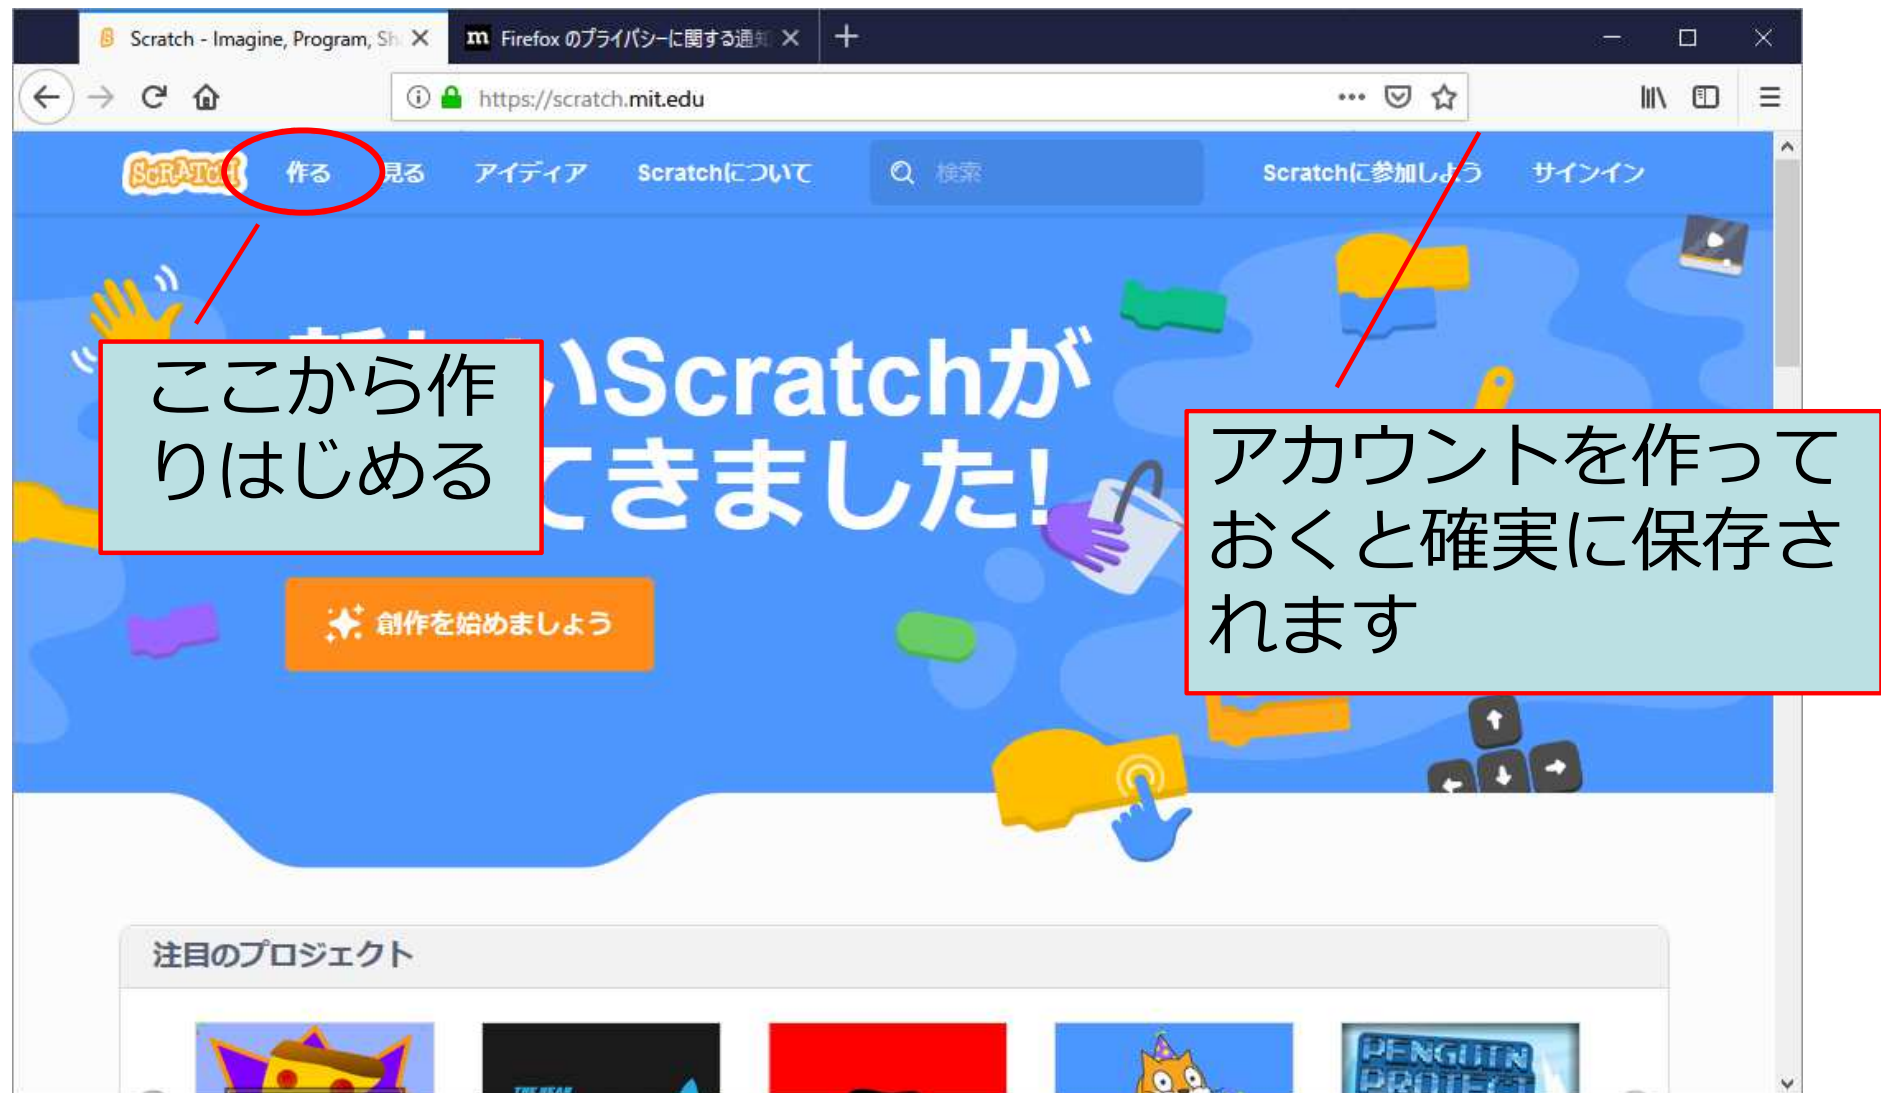 Scratch - Imagine, Program, Sh
Firefox のプライバシーに関する通知
https://scratch.mit.edu
SCRATCH 作る 見る アイディア Scratchについて 検索 Scratchに参加しよう サインイン
いScratchが
てきました!
ここから作
りはじめる
アカウントを作って
おくと確実に保存さ
れます
創作を始めましょう
注目のプロジェクト
THE BEAR
PENGUIN
PROJECT